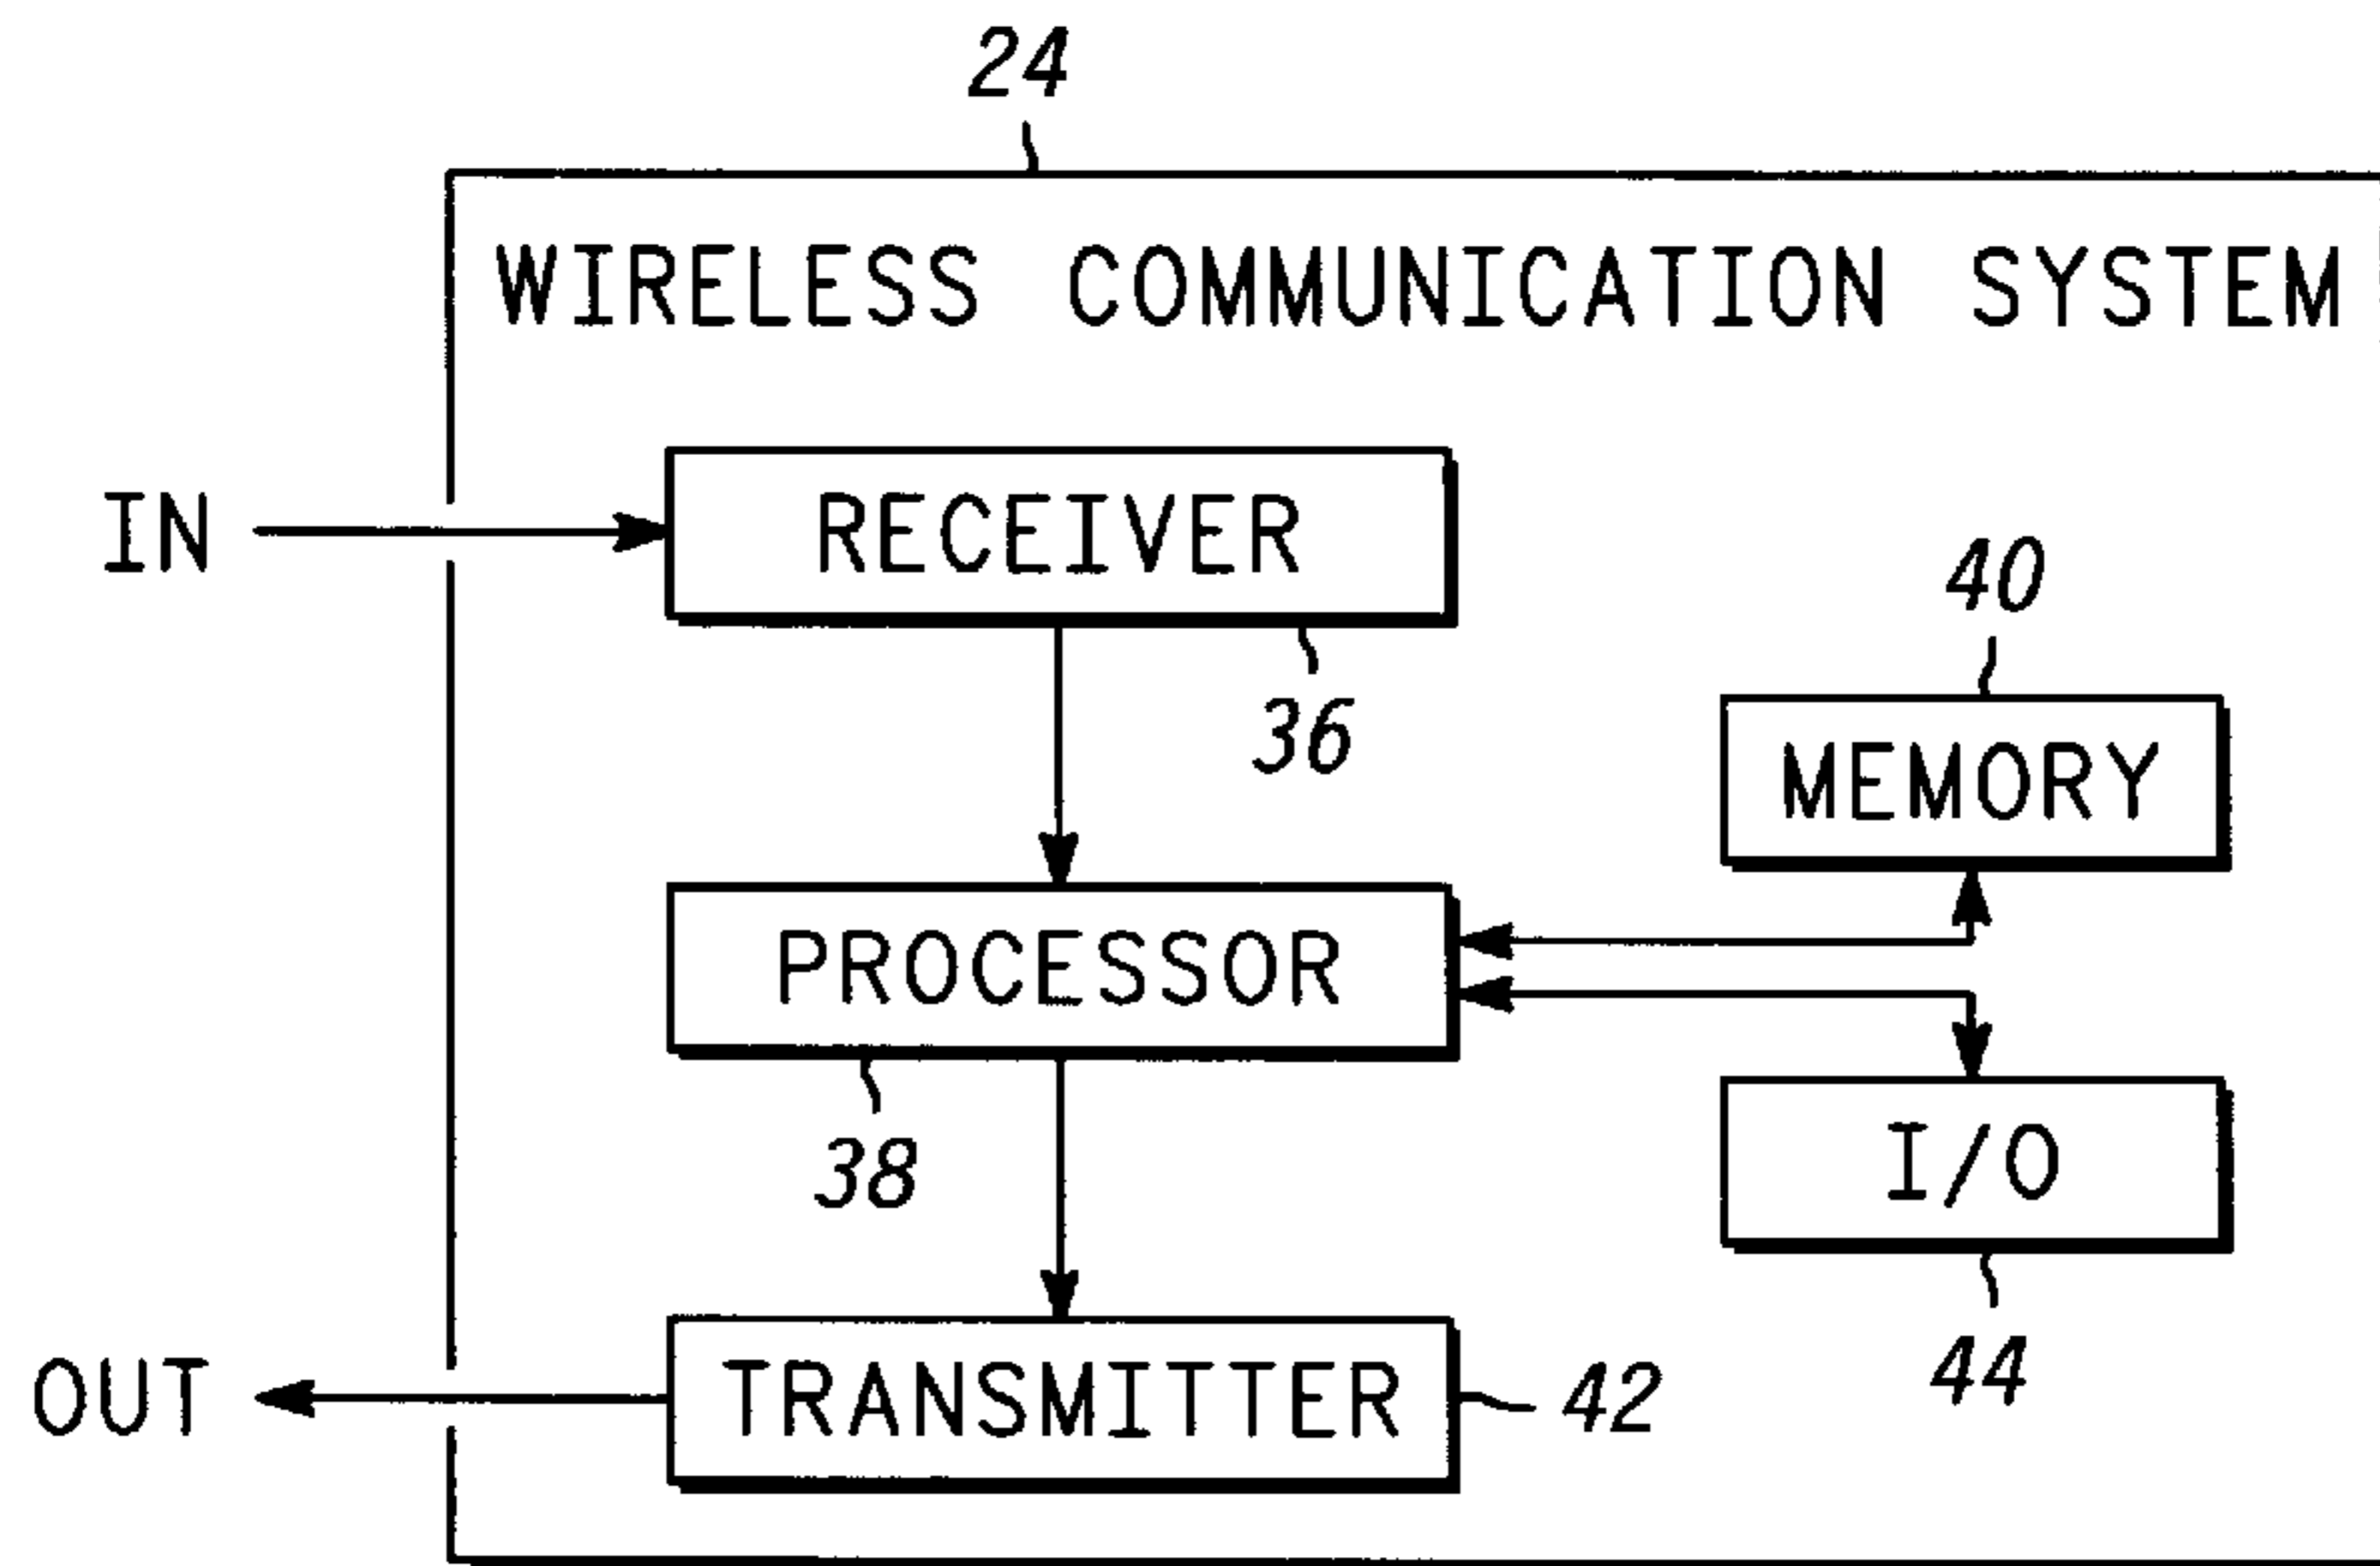 24
WIRELESS COMMUNICATION SYSTEM
IN
RECEIVER
36
40
MEMORY
PROCESSOR
38
I/O
44
OUT
TRANSMITTER
42